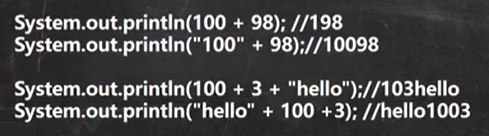 System.out.println(100 + 98); //198
System.out.println("100" + 98);//10098
System.out.println(100 + 3 + "hello");//103hello
System.out.println("hello" + 100 +3); //hello1003